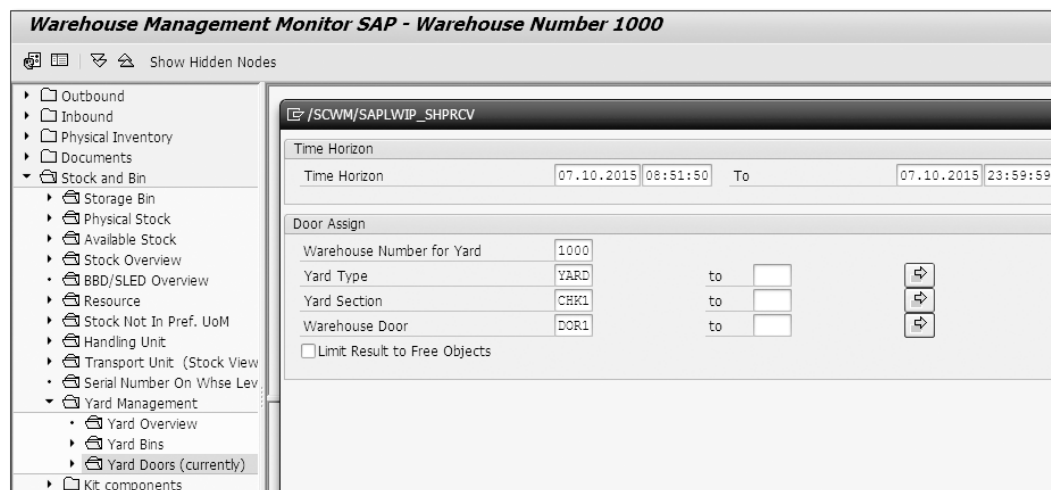 Warehouse Management Monitor SAP - Warehouse Number 1000
Show Hidden Nodes
Outbound
Inbound
Physical Inventory
Documents
Stock and Bin
Storage Bin
Physical Stock
Available Stock
Stock Overview
BBD/SLED Overview
Resource
Stock Not In Pref. UoM
Handling Unit
Transport Unit (Stock View
Serial Number On Whse Lev
Yard Management
Yard Overview
Yard Bins
Yard Doors (currently)
Kit components
/SCWM/SAPLWIP_SHPRCV
Time Horizon
Time Horizon 07.10.2015 08:51:50 To 07.10.2015 23:59:59
Door Assign
Warehouse Number for Yard 1000
Yard Type YARD to
Yard Section CHK1 to
Warehouse Door DOR1 to
Limit Result to Free Objects